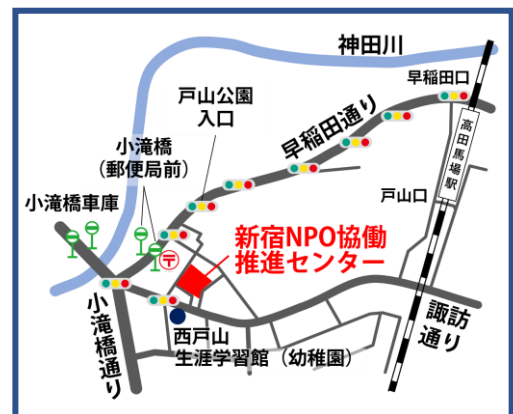 神田川
早稲田口
戸山公園
入口
早稲田通り
高田馬場駅
小滝橋
（郵便局前）
戸山口
小滝橋車庫
新宿NPO協働
推進センター
〒
小滝橋通り
諏訪
通り
西戸山
生涯学習館（幼稚園）